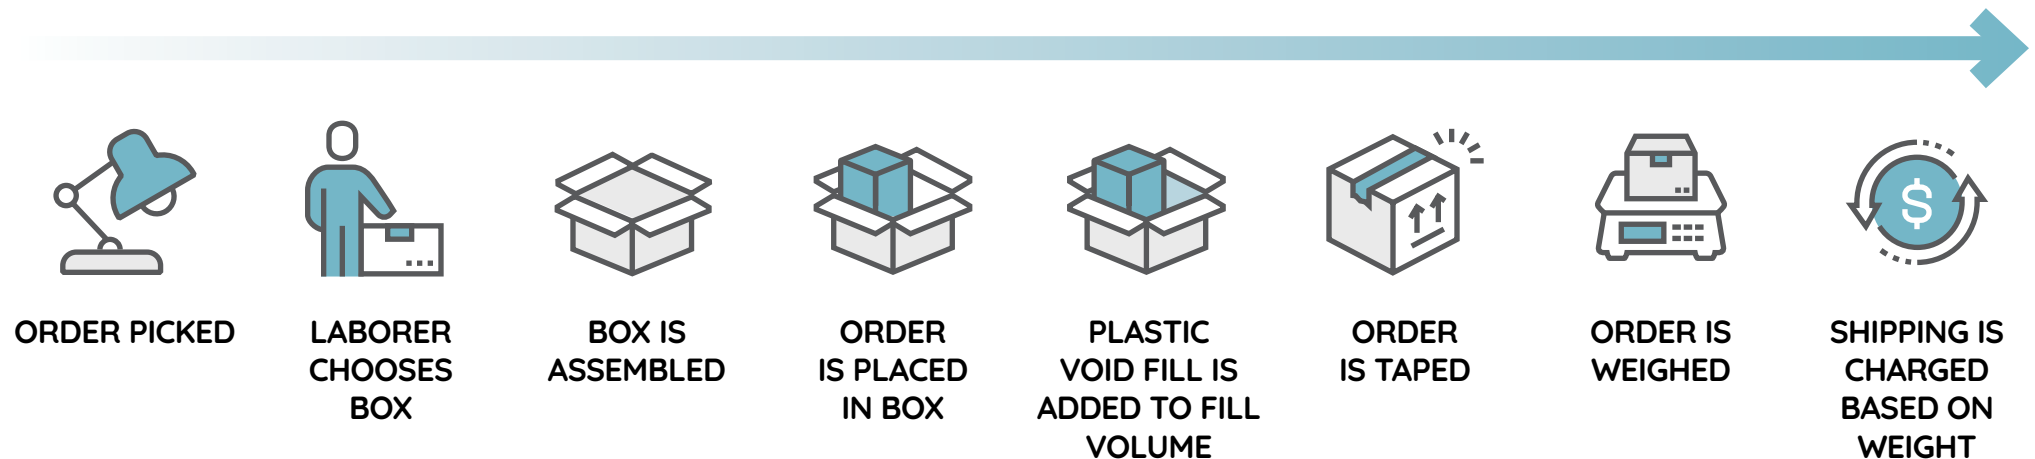 ORDER PICKED
LABORER
CHOOSES
BOX
BOX IS
ASSEMBLED
ORDER
IS PLACED
IN BOX
PLASTIC
VOID FILL IS
ADDED TO FILL
VOLUME
ORDER
IS TAPED
ORDER IS
WEIGHED
$
SHIPPING IS
CHARGED
BASED ON
WEIGHT